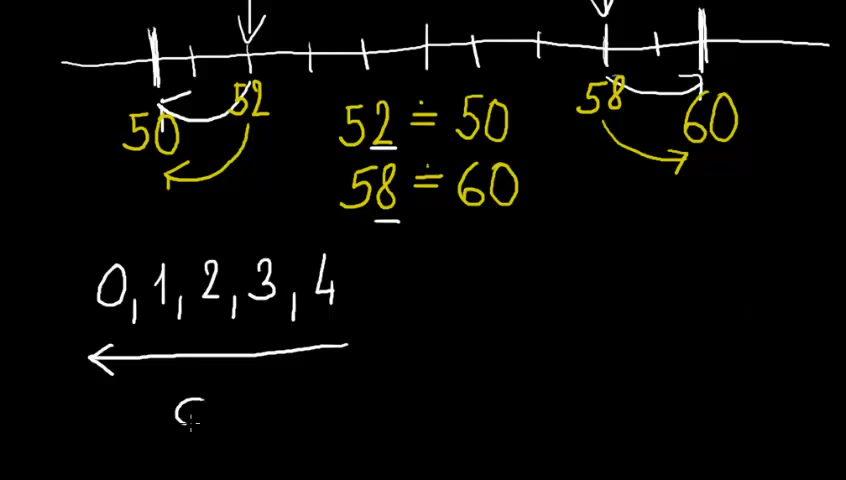 50 52 58 60
52 ≐ 50
58 ≐ 60
0, 1, 2, 3, 4